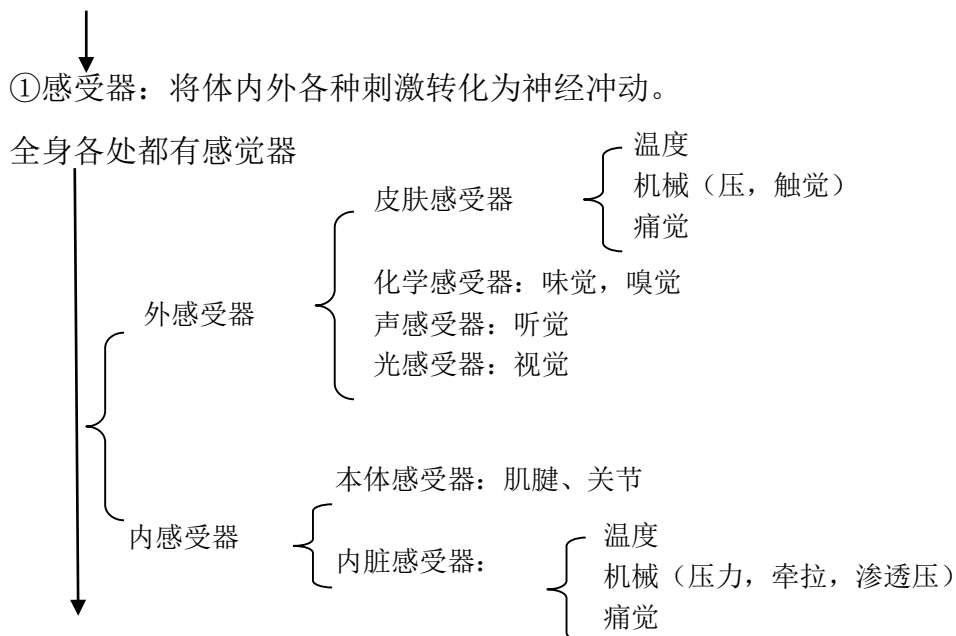 ①感受器：将体内外各种刺激转化为神经冲动。
全身各处都有感觉器
温度
皮肤感受器
机械（压，触觉）
痛觉
化学感受器：味觉，嗅觉
外感受器
声感受器：听觉
光感受器：视觉
本体感受器：肌腱、关节
内感受器
温度
内脏感受器：
机械（压力，牵拉，渗透压）
痛觉